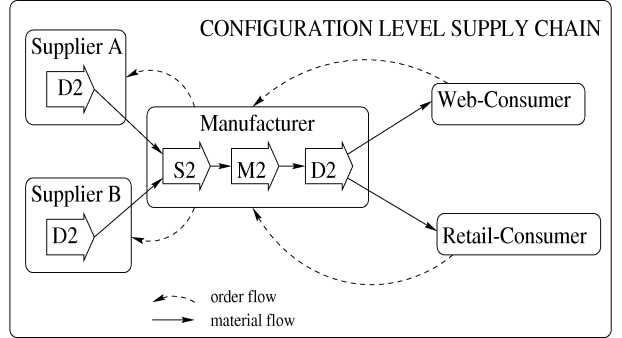 CONFIGURATION LEVEL SUPPLY CHAIN
Supplier A
D2
Web-Consumer
Manufacturer
S2
M2
D2
Supplier B
D2
Retail-Consumer
order flow
material flow